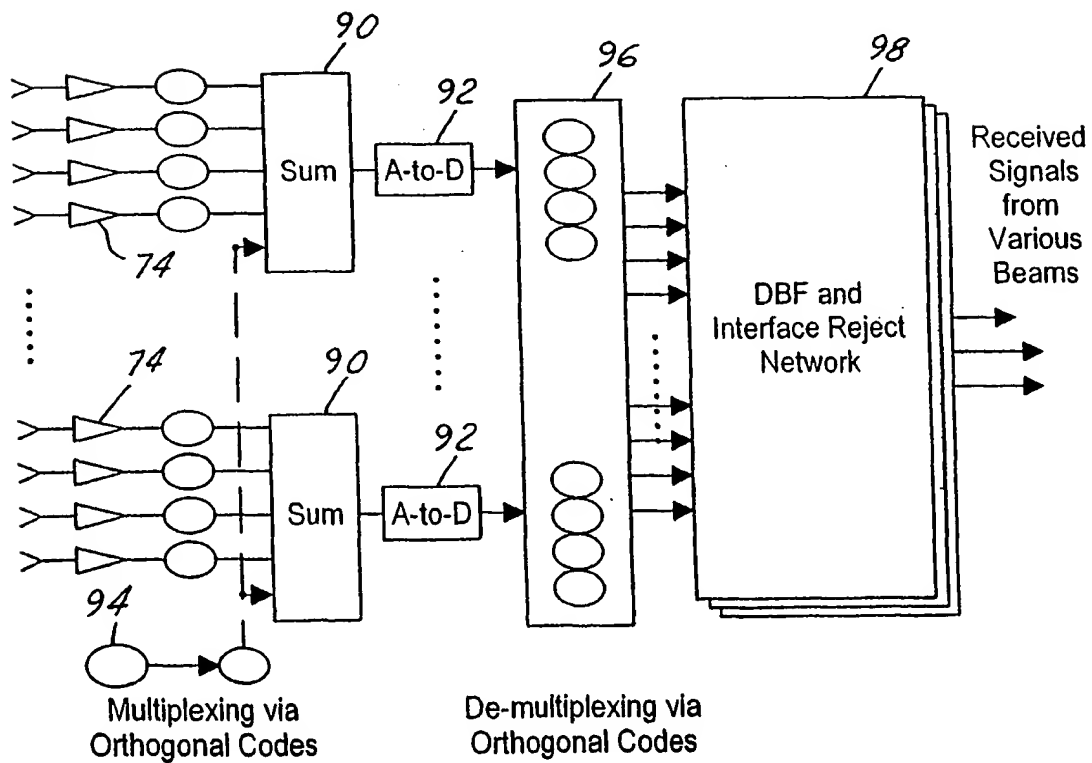 90
96
98
92
Sum
A-to-D
74
Received
Signals
from
Various
Beams
DBF and
Interface Reject
Network
74
90
92
Sum
A-to-D
94
Multiplexing via
Orthogonal Codes
De-multiplexing via
Orthogonal Codes